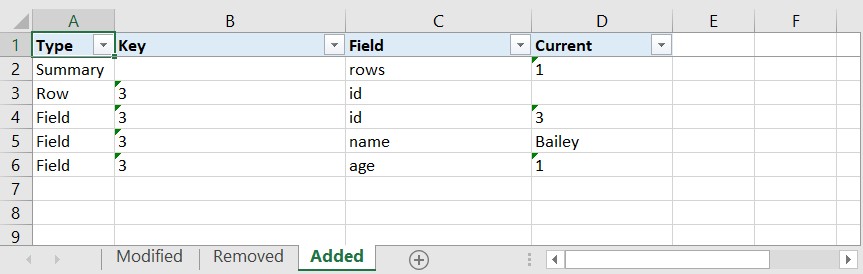 A B C D E F
1 Type Key Field Current
2 Summary rows 1
3 Row 3 id
4 Field 3 id 3
5 Field 3 name Bailey
6 Field 3 age 1
7
8
9
Modified Removed Added